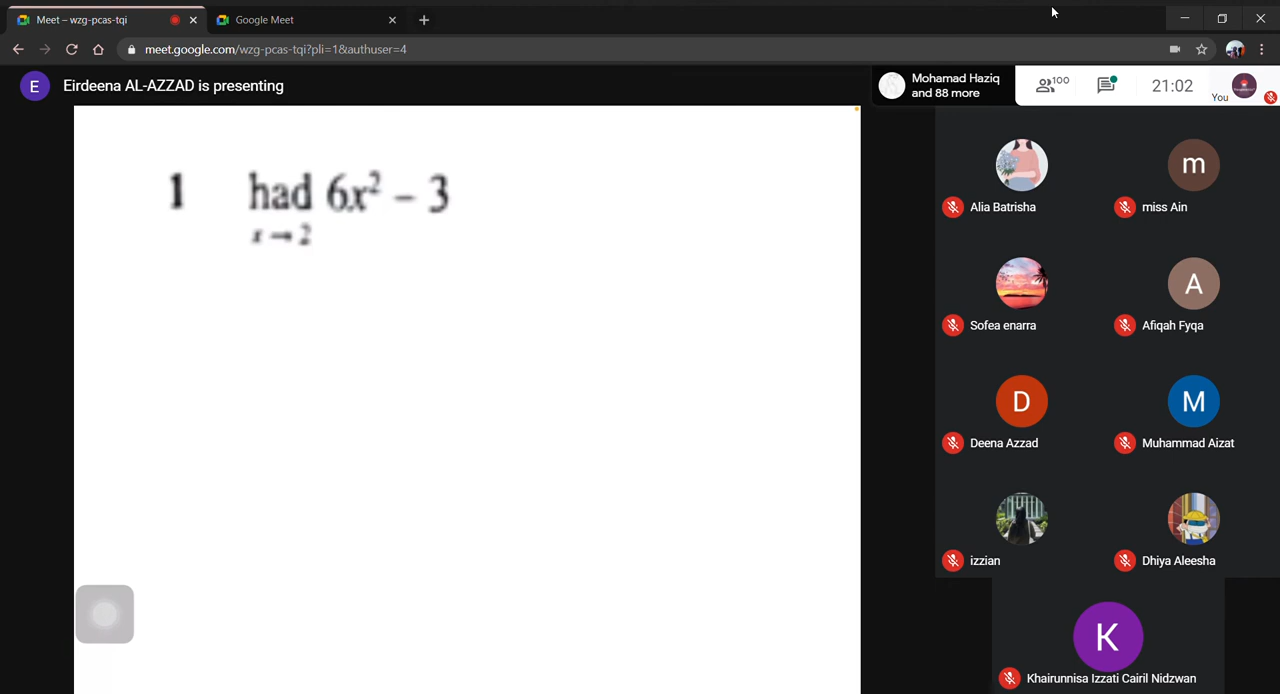 Meet – wzg-pcas-tqi
Google Meet
meet.google.com/wzg-pcas-tqi?pli=1&authuser=4
E
Eirdeena AL-AZZAD is presenting
Mohamad Haziq
and 88 more
100
21:02
You
1 had 6x² – 3
x → 2
m
Alia Batrisha
miss Ain
A
Sofea enarra
Afiqah Fyqa
D
M
Deena Azzad
Muhammad Aizat
izzian
Dhiya Aleesha
K
Khairunnisa Izzati Cairil Nidzwan